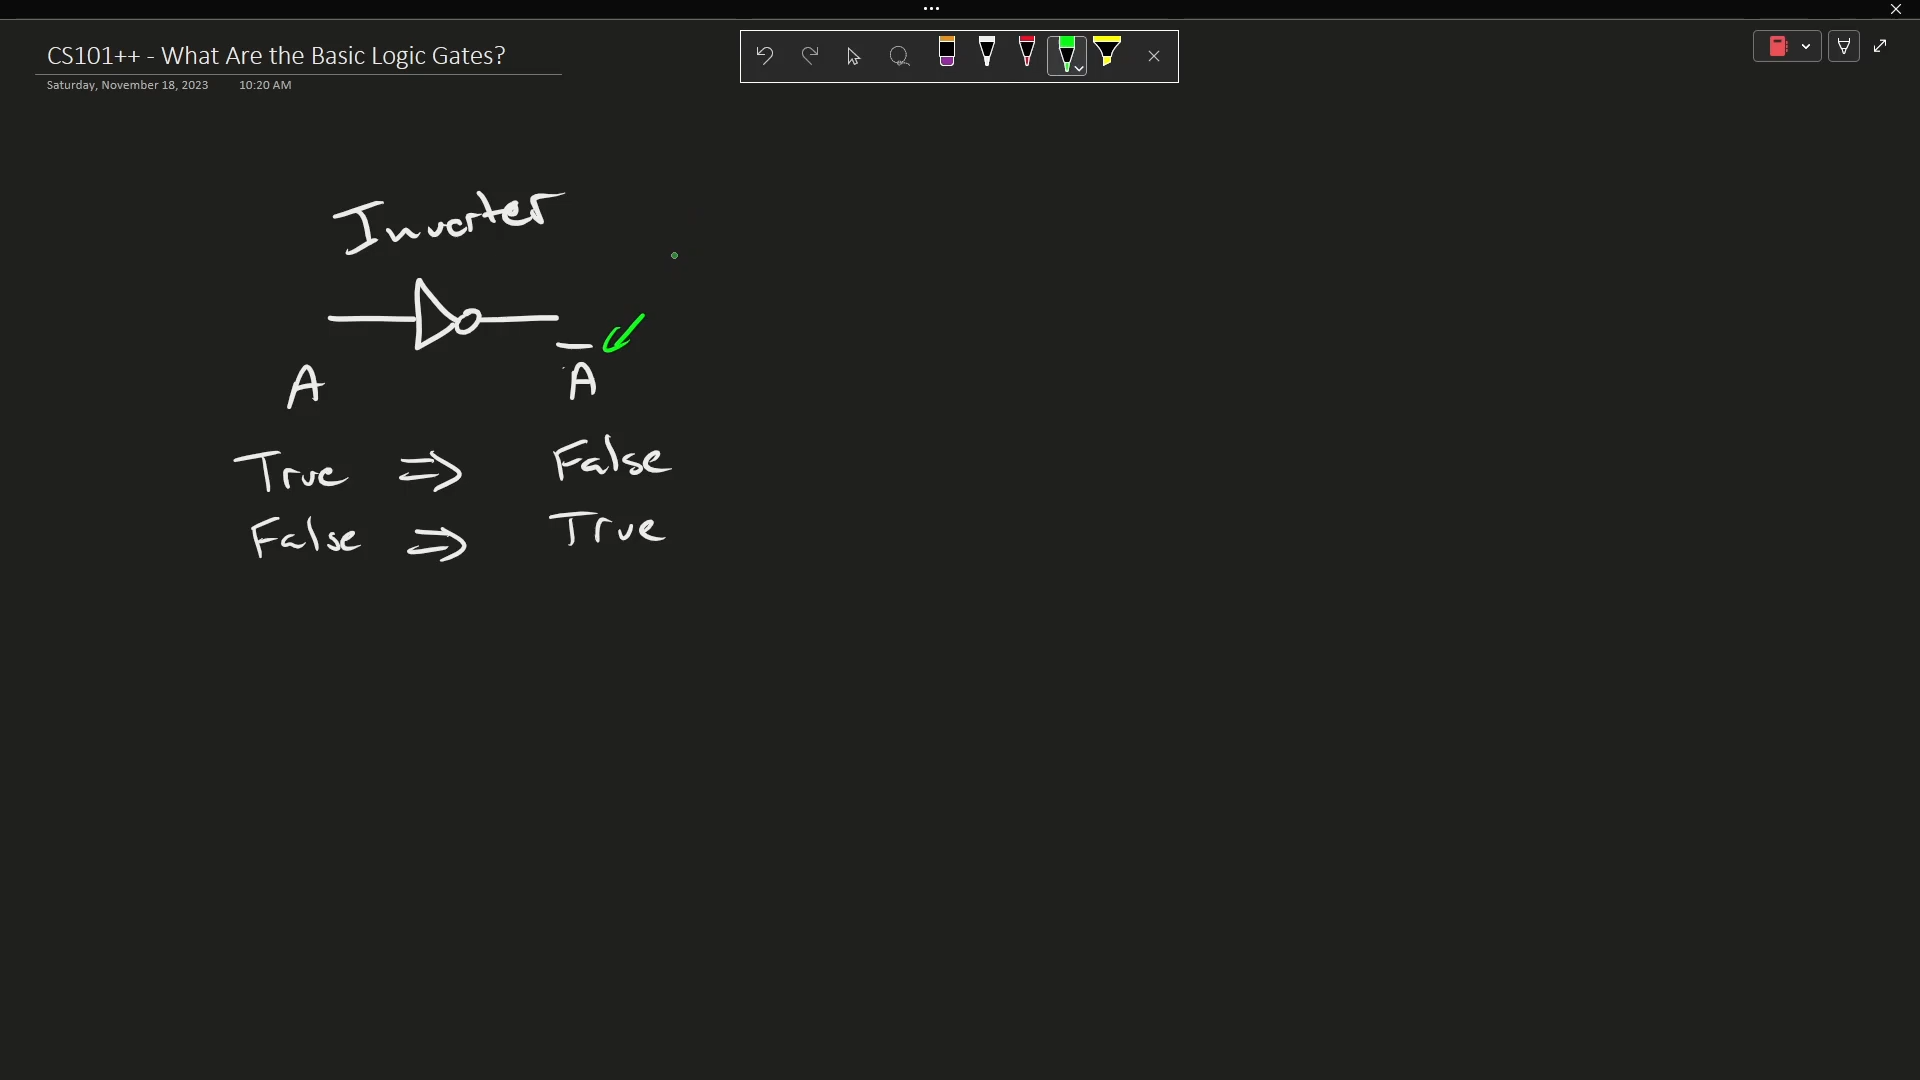 CS101++ - What Are the Basic Logic Gates?
Saturday, November 18, 2023 10:20 AM
Inverter
A A̅
True ⇒ False
False ⇒ True